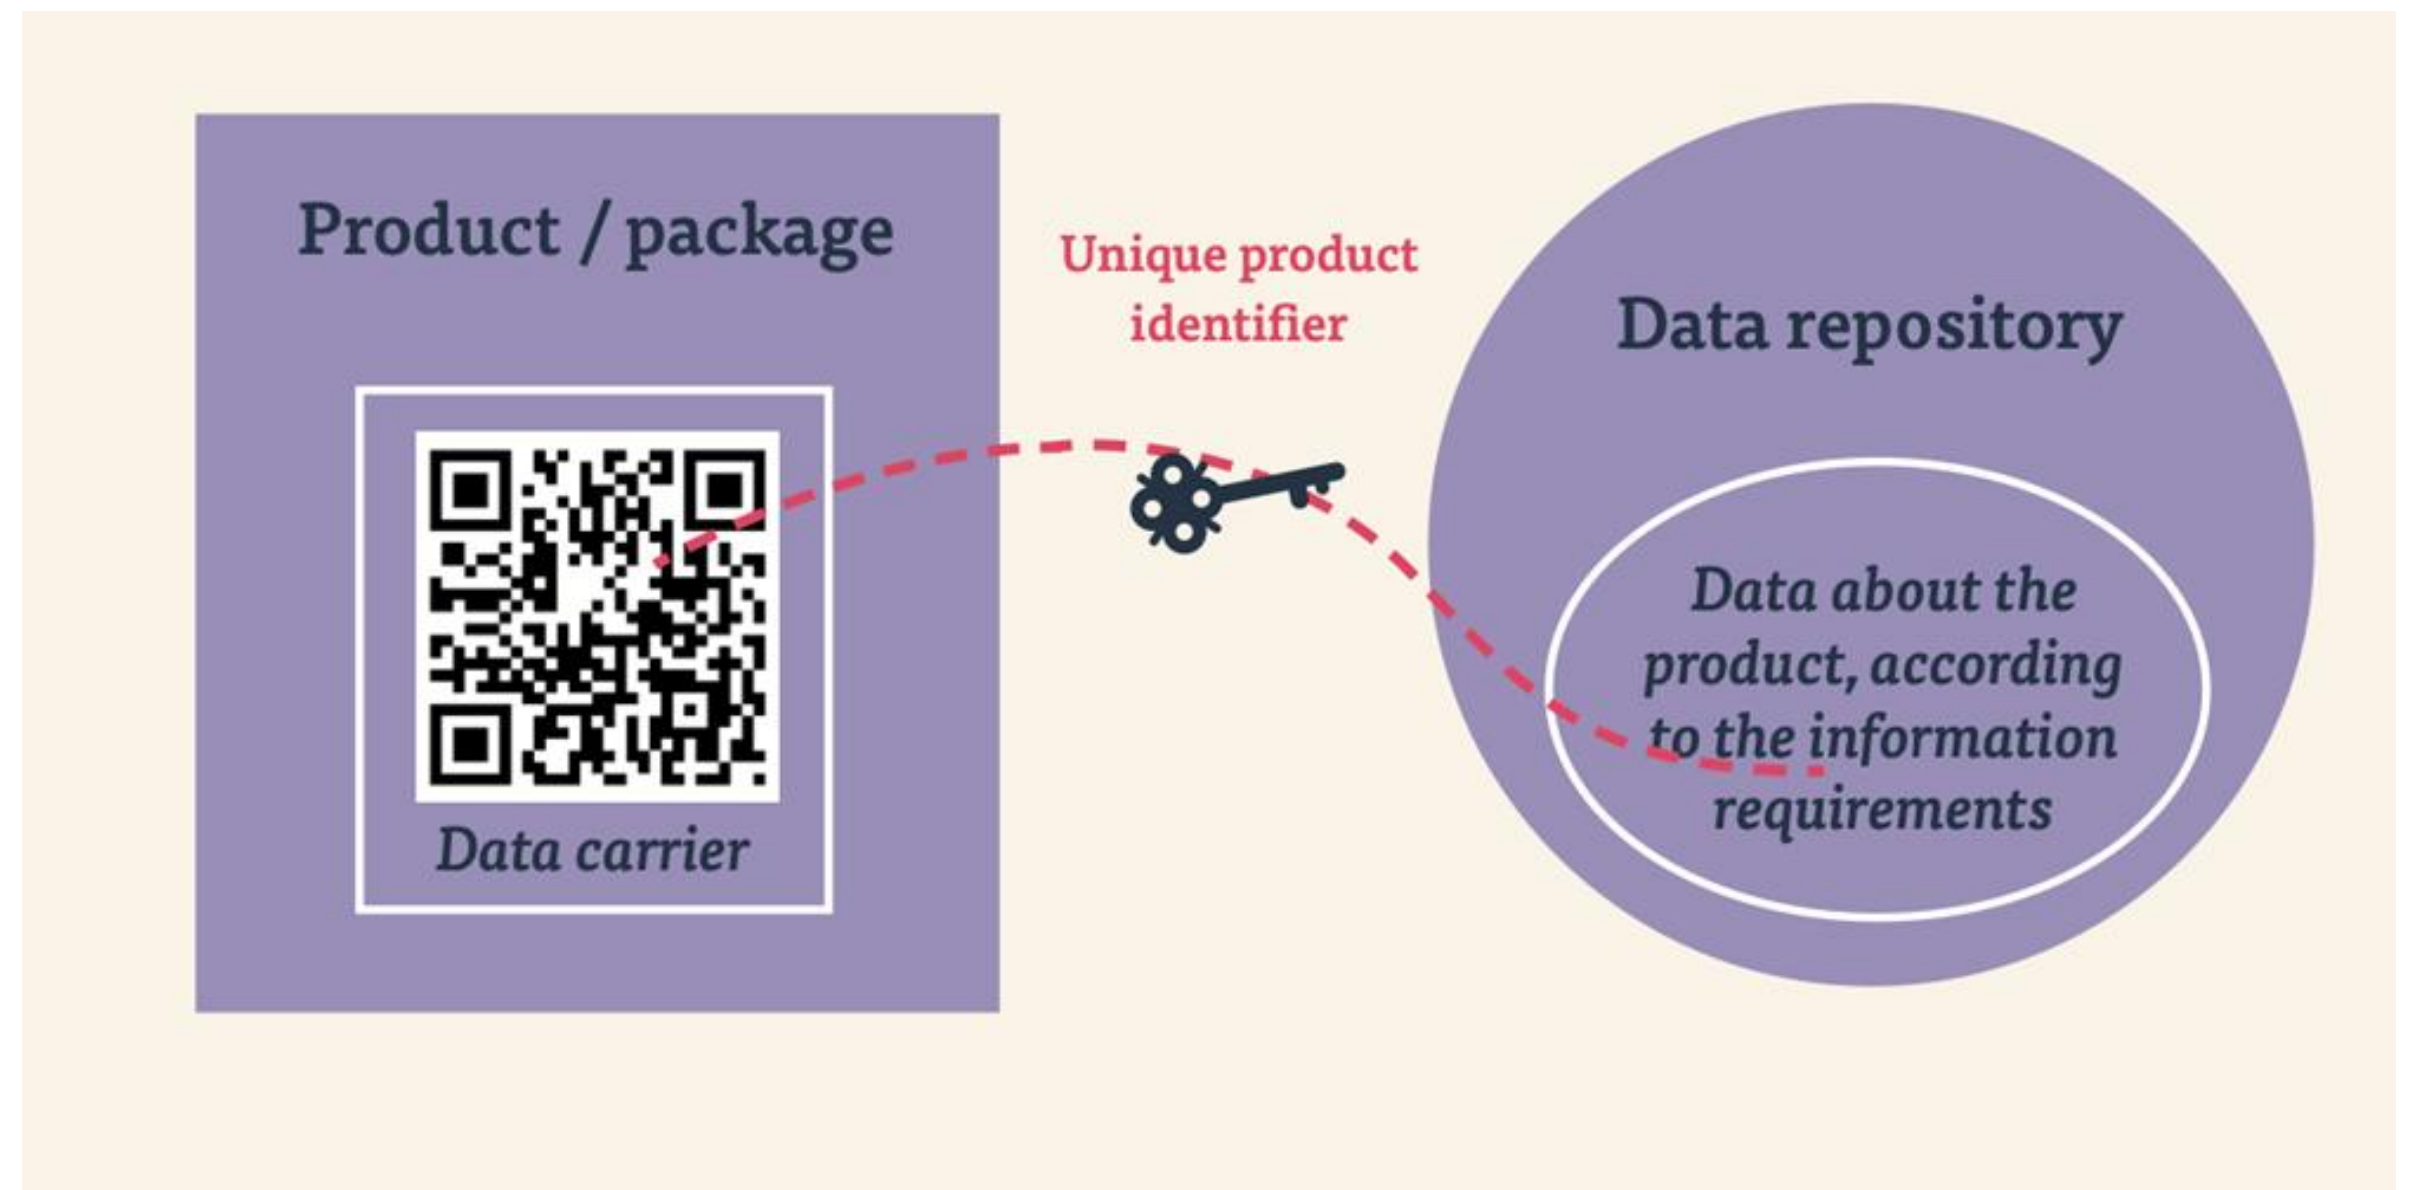 Product / package
Data carrier
Unique product
identifier
Data repository
Data about the
product, according
to the information
requirements